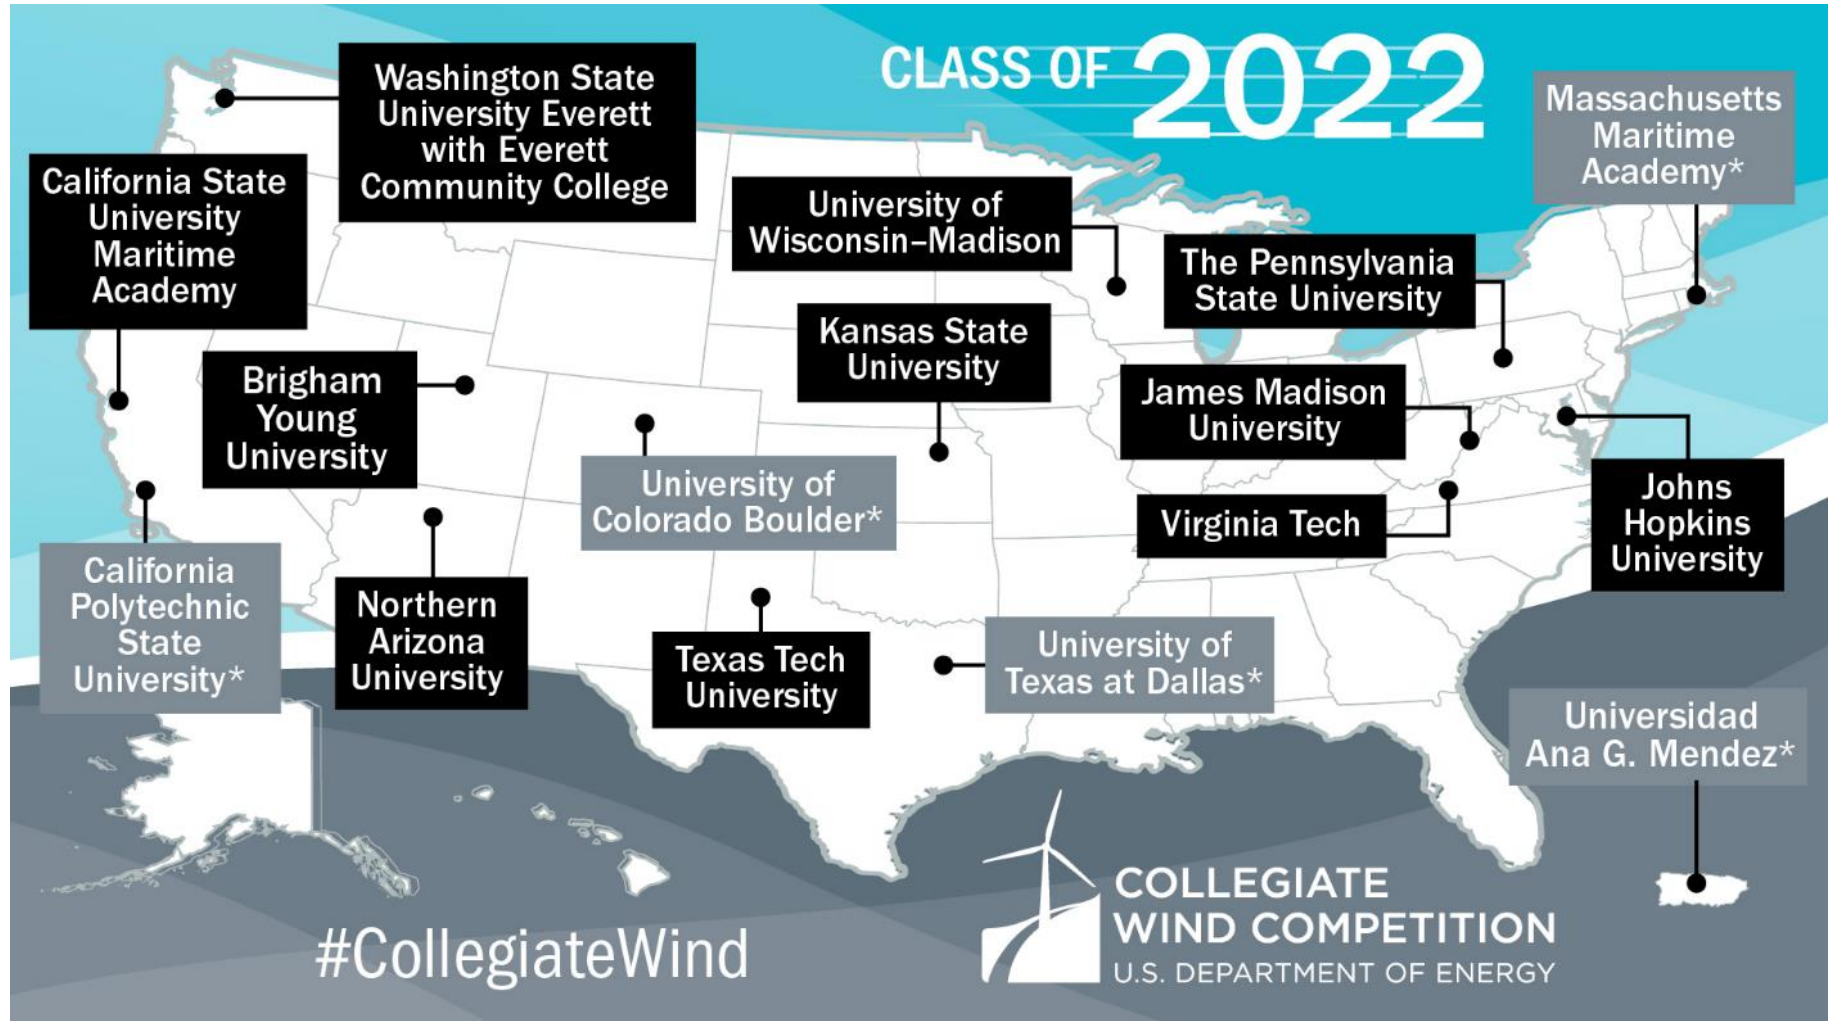 CLASS OF 2022
Washington State
University Everett
with Everett
Community College
Massachusetts
Maritime
Academy*
California State
University
Maritime
Academy
University of
Wisconsin–Madison
The Pennsylvania
State University
Kansas State
University
Brigham
Young
University
James Madison
University
University of
Colorado Boulder*
Virginia Tech
Johns
Hopkins
University
California
Polytechnic
State
University*
Northern
Arizona
University
Texas Tech
University
University of
Texas at Dallas*
Universidad
Ana G. Mendez*
#CollegiateWind
COLLEGIATE
WIND COMPETITION
U.S. DEPARTMENT OF ENERGY